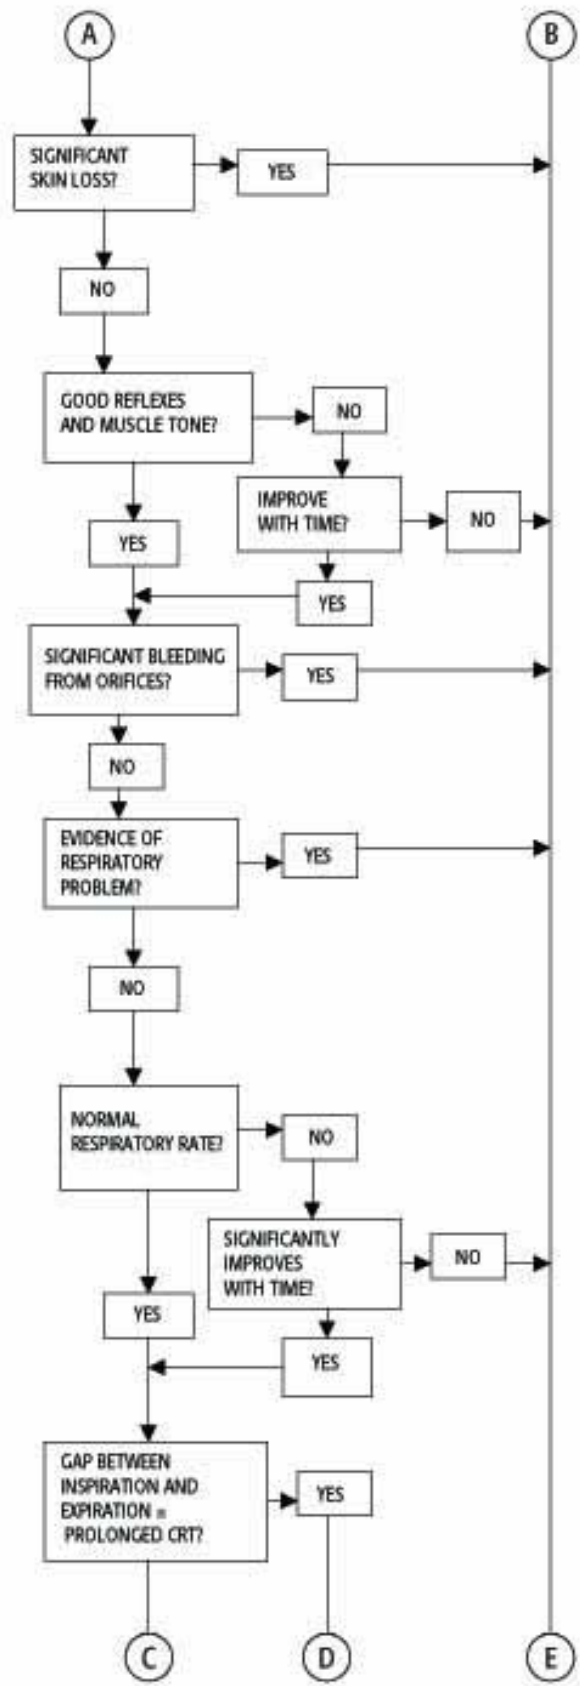 A
B
SIGNIFICANT
SKIN LOSS?
YES
NO
GOOD REFLEXES
AND MUSCLE TONE?
NO
IMPROVE
WITH TIME?
NO
YES
YES
SIGNIFICANT BLEEDING
FROM ORIFICES?
YES
NO
EVIDENCE OF
RESPIRATORY
PROBLEM?
YES
NO
NORMAL
RESPIRATORY RATE?
NO
SIGNIFICANTLY
IMPROVES
WITH TIME?
NO
YES
YES
GAP BETWEEN
INSPIRATION AND
EXPIRATION =
PROLONGED CRT?
YES
C
D
E